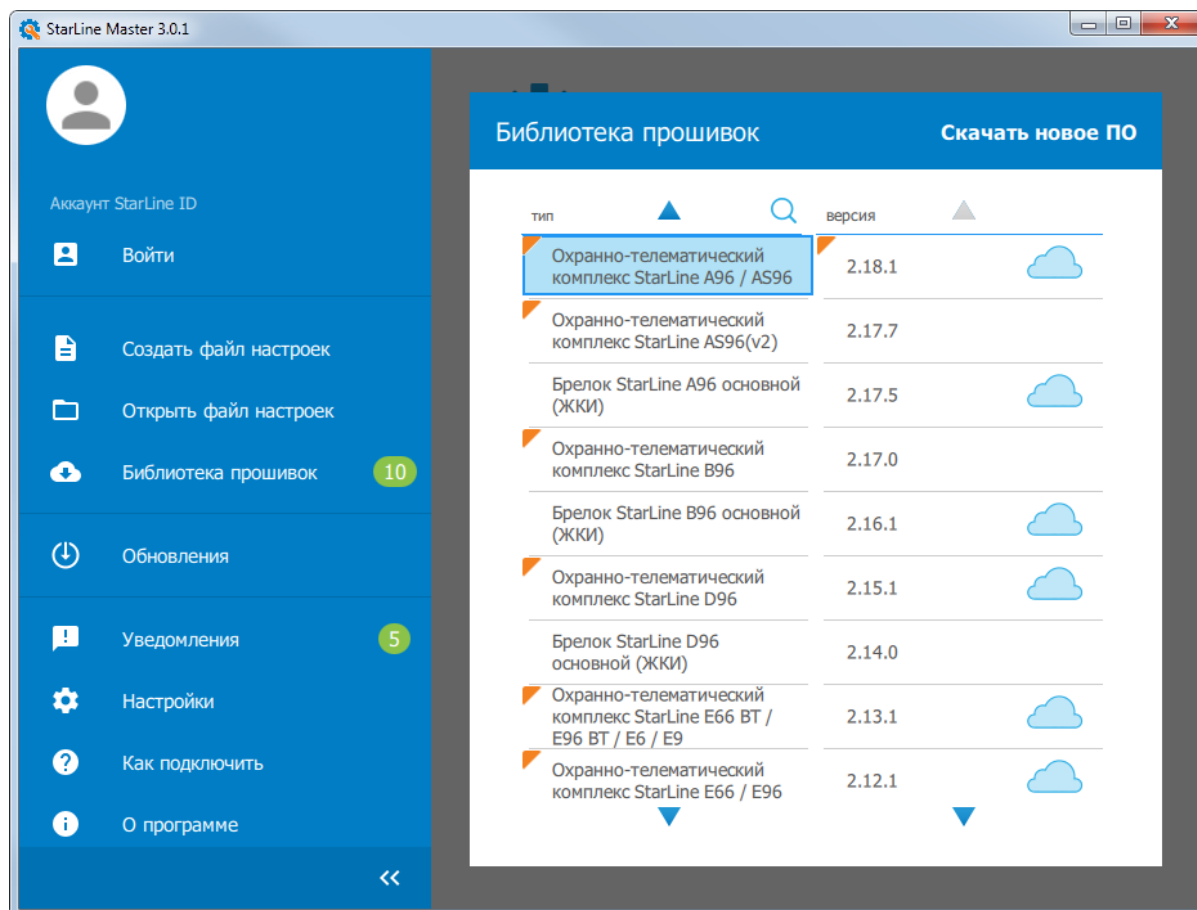 StarLine Master 3.0.1
Аккаунт StarLine ID
Войти
Создать файл настроек
Открыть файл настроек
Библиотека прошивок
10
Обновления
Уведомления
5
Настройки
Как подключить
О программе
Библиотека прошивок
Скачать новое ПО
тип
версия
Охранно-телематический
комплекс StarLine A96 / AS96
2.18.1
Охранно-телематический
комплекс StarLine AS96(v2)
2.17.7
Брелок StarLine A96 основной
(ЖКИ)
2.17.5
Охранно-телематический
комплекс StarLine B96
2.17.0
Брелок StarLine B96 основной
(ЖКИ)
2.16.1
Охранно-телематический
комплекс StarLine D96
2.15.1
Брелок StarLine D96
основной (ЖКИ)
2.14.0
Охранно-телематический
комплекс StarLine E66 BT /
E96 BT / E6 / E9
2.13.1
Охранно-телематический
комплекс StarLine E66 / E96
2.12.1